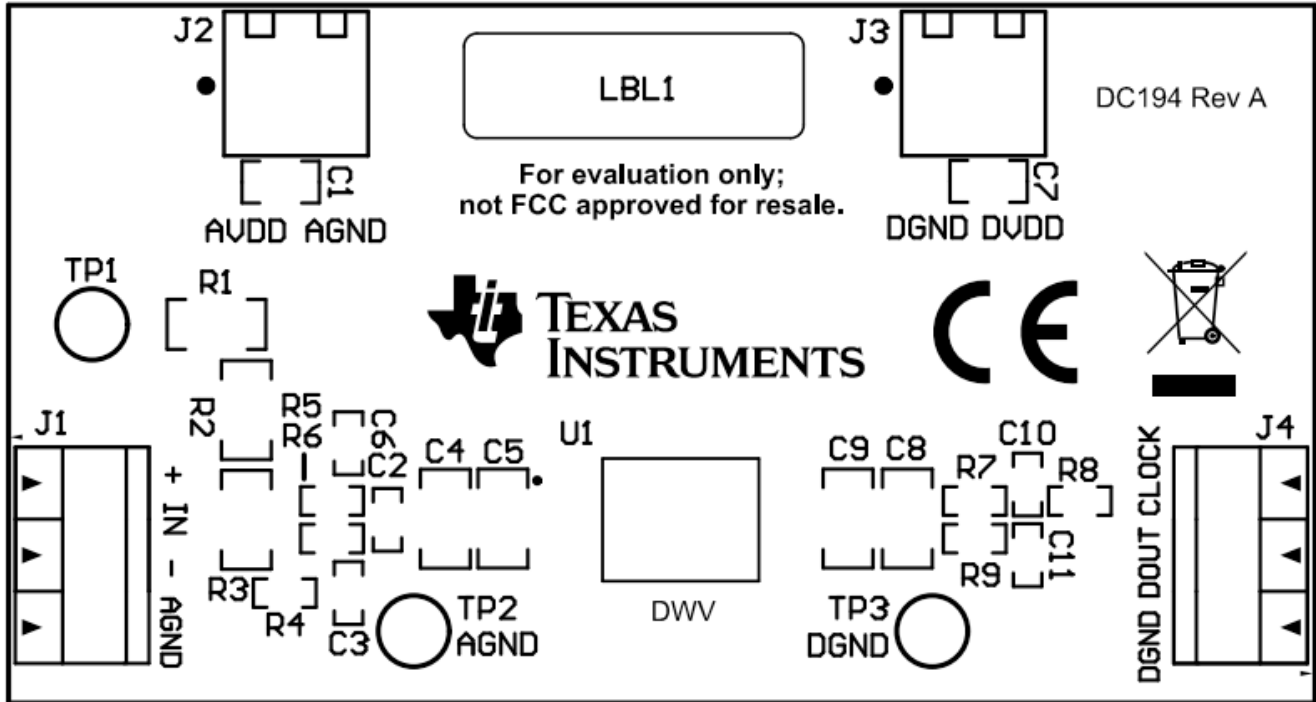 J2
J3
LBL1
DC194 Rev A
C1
C7
For evaluation only;
not FCC approved for resale.
AVDD AGND
DGND DVDD
TP1
R1
TEXAS
INSTRUMENTS
R2
R5
R6
C6
J1
C2
C4
C5
U1
C9
C8
C10
R7
R8
J4
+ IN - AGND
DGND DOUT CLOCK
R3
R4
C3
TP2
AGND
DWV
TP3
DGND
R9
C11